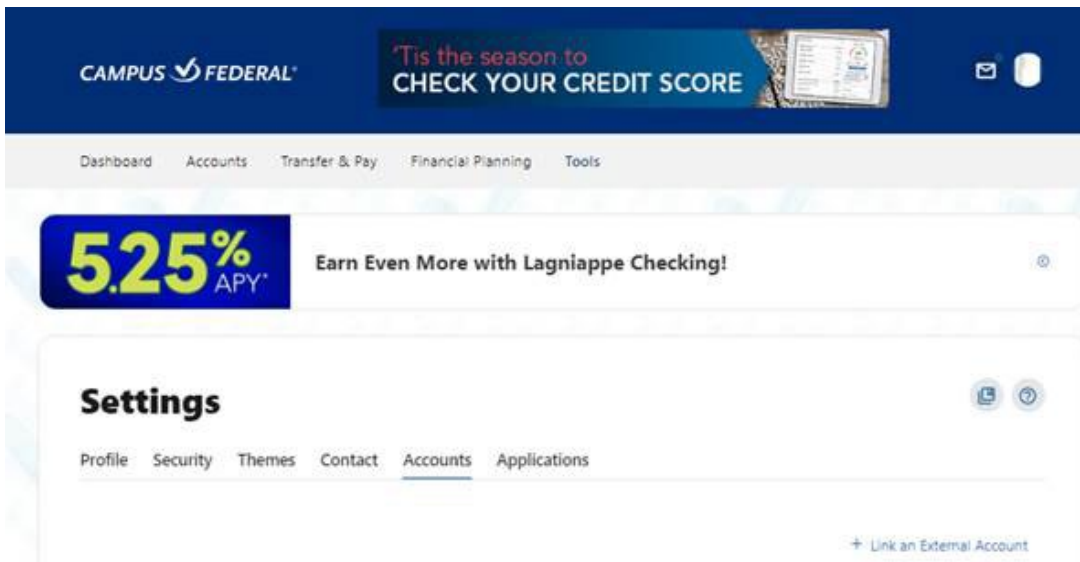 CAMPUS FEDERAL®
'Tis the season to
CHECK YOUR CREDIT SCORE
Dashboard Accounts Transfer & Pay Financial Planning Tools
5.25% APY*
Earn Even More with Lagniappe Checking!
Settings
Profile Security Themes Contact Accounts Applications
+ Link an External Account